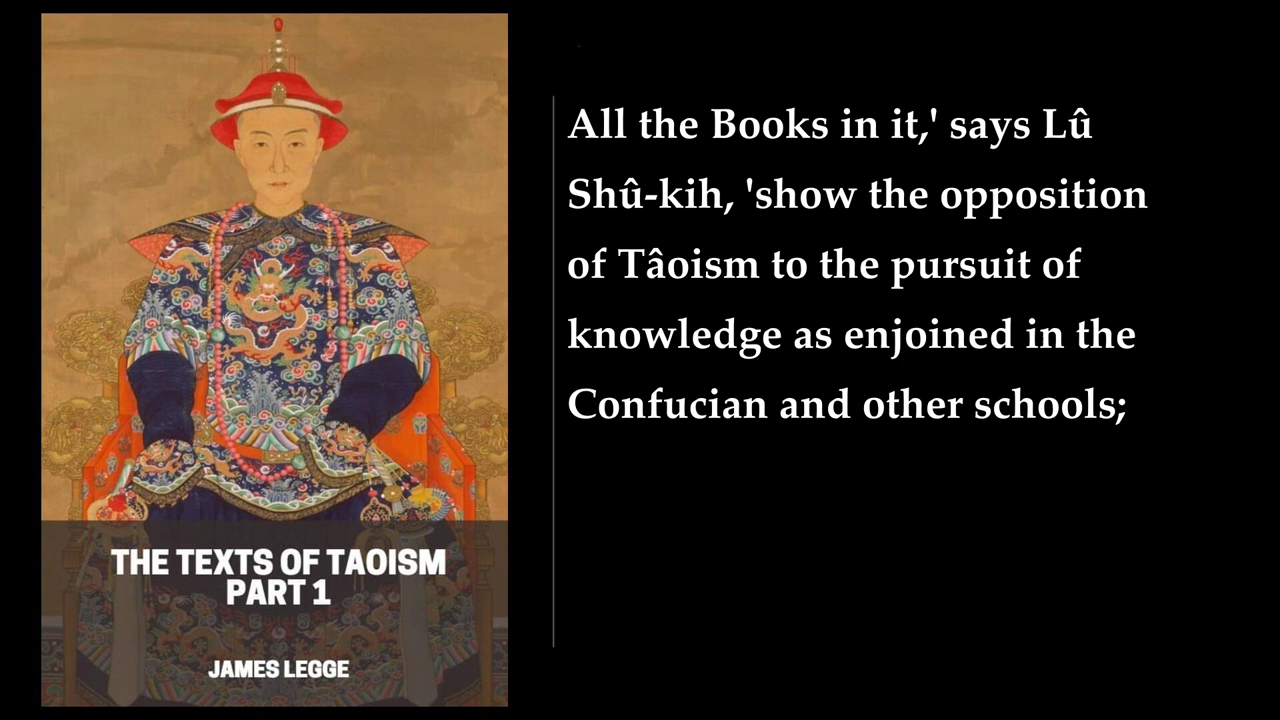 THE TEXTS OF TAOISM
PART 1
JAMES LEGGE
All the Books in it,' says Lû
Shû-kih, 'show the opposition
of Tâoism to the pursuit of
knowledge as enjoined in the
Confucian and other schools;